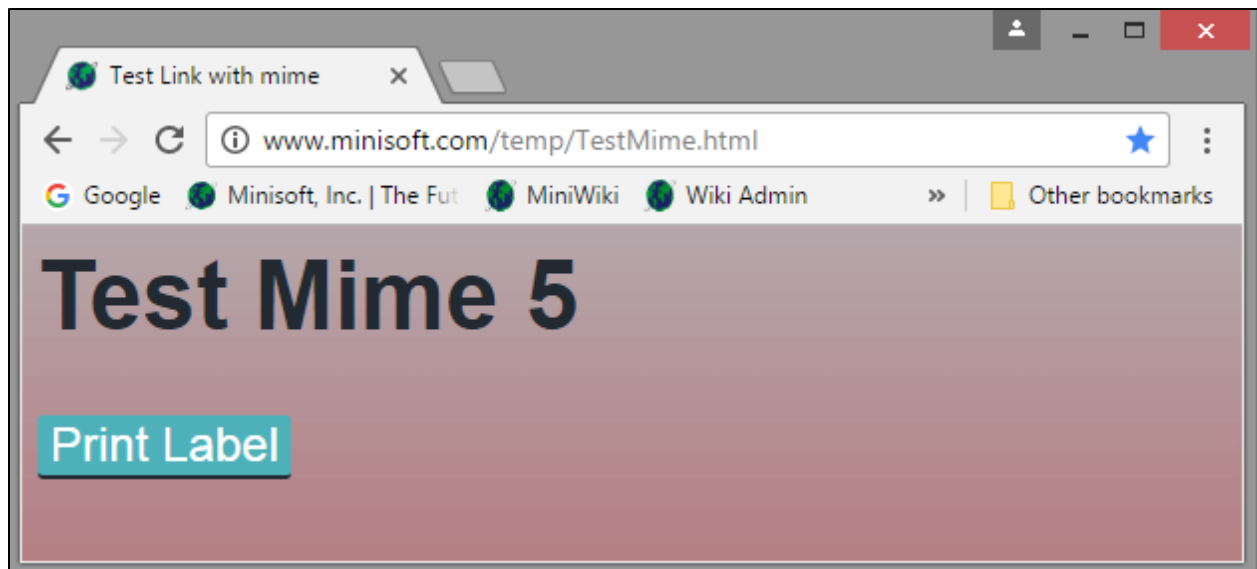 Test Link with mime
www.minisoft.com/temp/TestMime.html
Google Minisoft, Inc. | The Fut MiniWiki Wiki Admin » Other bookmarks
Test Mime 5
Print Label